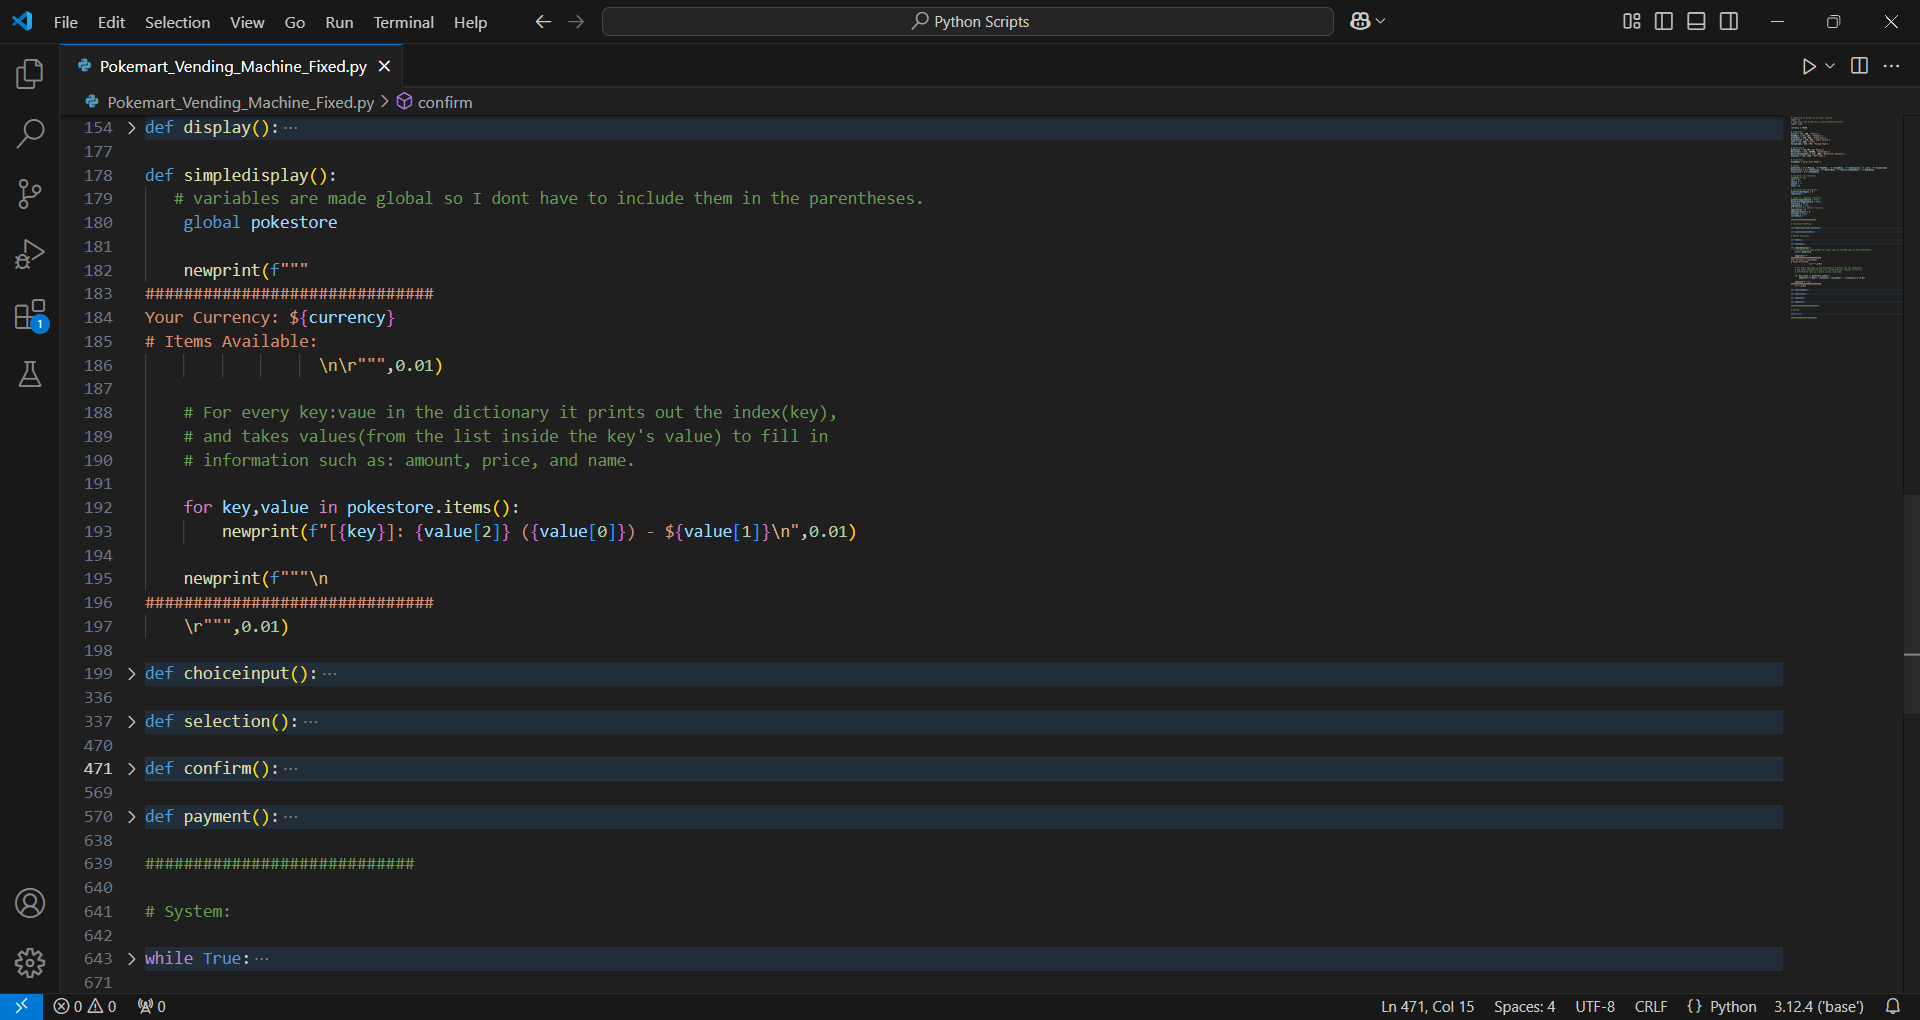 File Edit Selection View Go Run Terminal Help Python Scripts
Pokemart_Vending_Machine_Fixed.py
Pokemart_Vending_Machine_Fixed.py > confirm
154 > def display(): ···
177
178 def simpledisplay():
179 # variables are made global so I dont have to include them in the parentheses.
180 global pokestore
181
182 newprint(f"""
183 ##############################
184 Your Currency: ${currency}
185 # Items Available:
186 \n\r""",0.01)
187
188 # For every key:vaue in the dictionary it prints out the index(key),
189 # and takes values(from the list inside the key's value) to fill in
190 # information such as: amount, price, and name.
191
192 for key,value in pokestore.items():
193 newprint(f"[{key}]: {value[2]} ({value[0]}) - ${value[1]}\n",0.01)
194
195 newprint(f"""\n
196 ##############################
197 \r""",0.01)
198
199 > def choiceinput(): ···
336
337 > def selection(): ···
470
471 > def confirm(): ···
569
570 > def payment(): ···
638
639 ############################
640
641 # System:
642
643 > while True: ···
671
1
0 0 0 Ln 471, Col 15 Spaces: 4 UTF-8 CRLF {} Python 3.12.4 ('base')